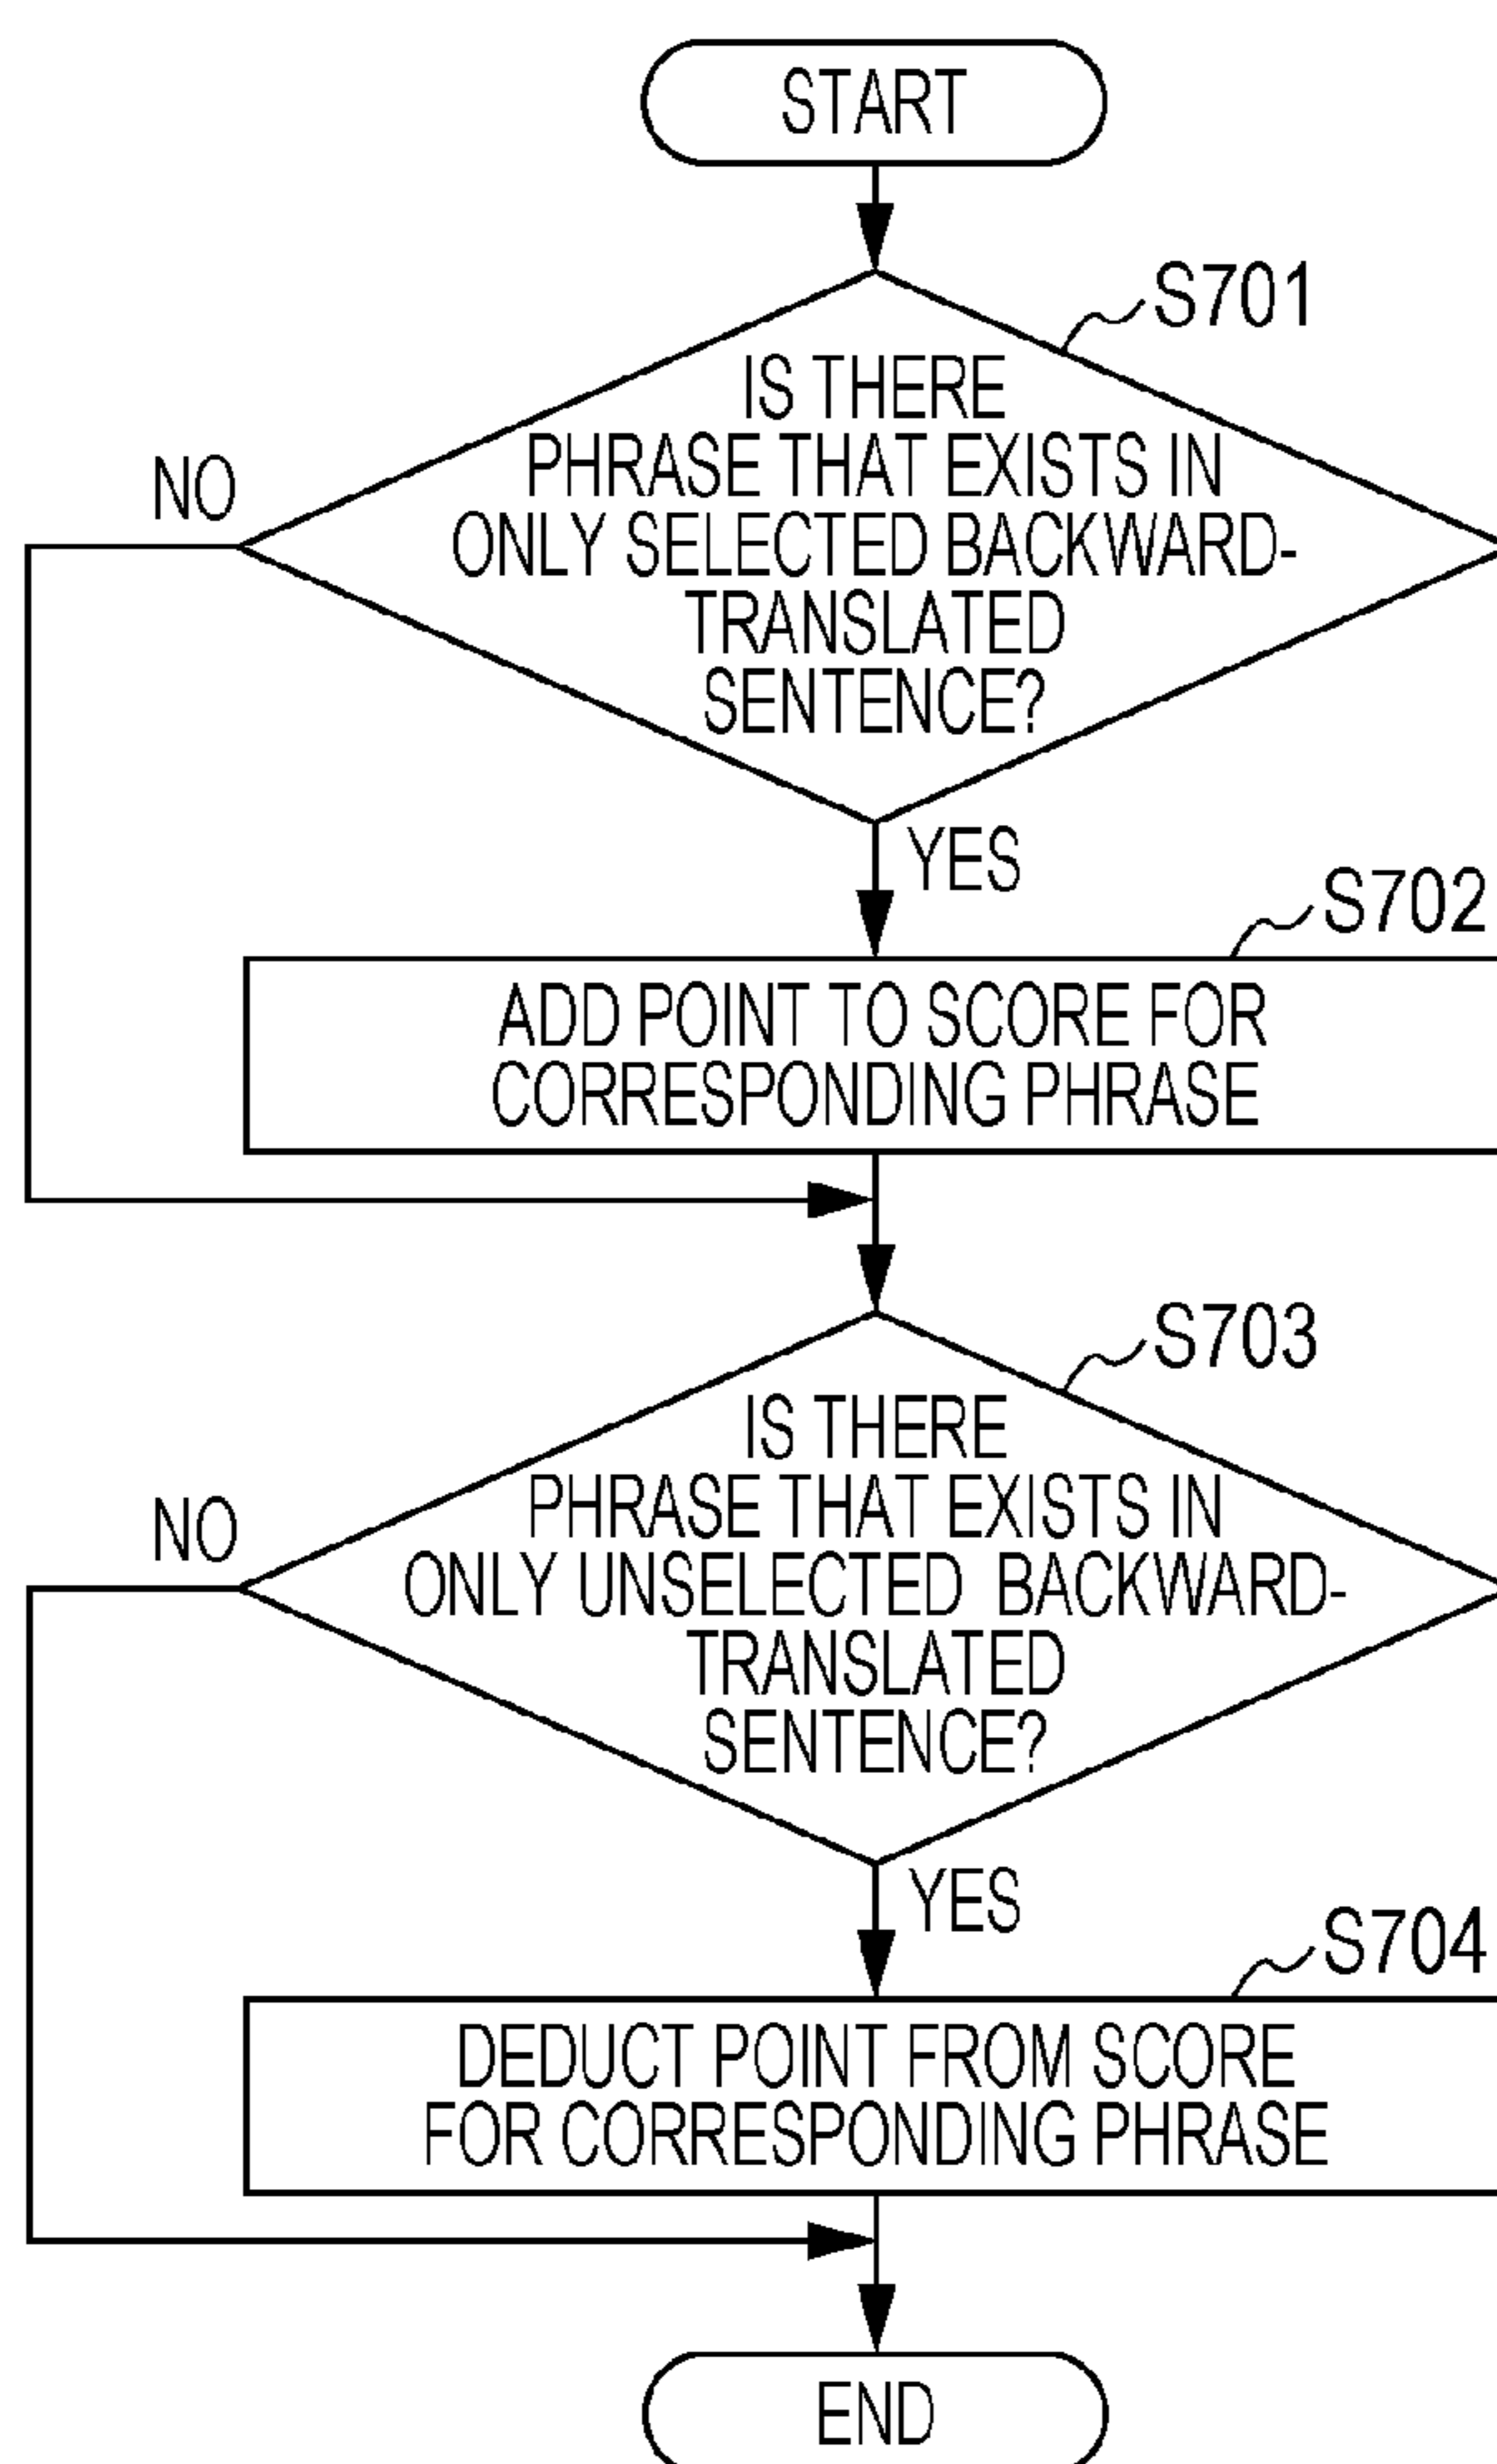 START
S701
IS THERE
PHRASE THAT EXISTS IN
ONLY SELECTED BACKWARD-
TRANSLATED
SENTENCE?
NO
YES
S702
ADD POINT TO SCORE FOR
CORRESPONDING PHRASE
S703
IS THERE
PHRASE THAT EXISTS IN
ONLY UNSELECTED BACKWARD-
TRANSLATED
SENTENCE?
NO
YES
S704
DEDUCT POINT FROM SCORE
FOR CORRESPONDING PHRASE
END